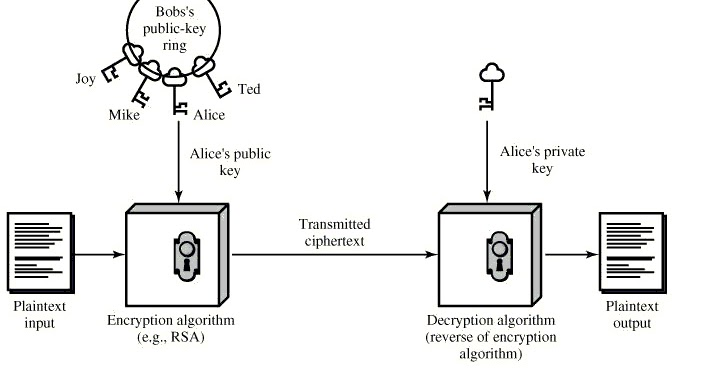 Bobs's
public-key
ring
Joy
Ted
Mike
Alice
Alice's public
key
Alice's private
key
Transmitted
ciphertext
Plaintext
input
Encryption algorithm
(e.g., RSA)
Decryption algorithm
(reverse of encryption
algorithm)
Plaintext
output